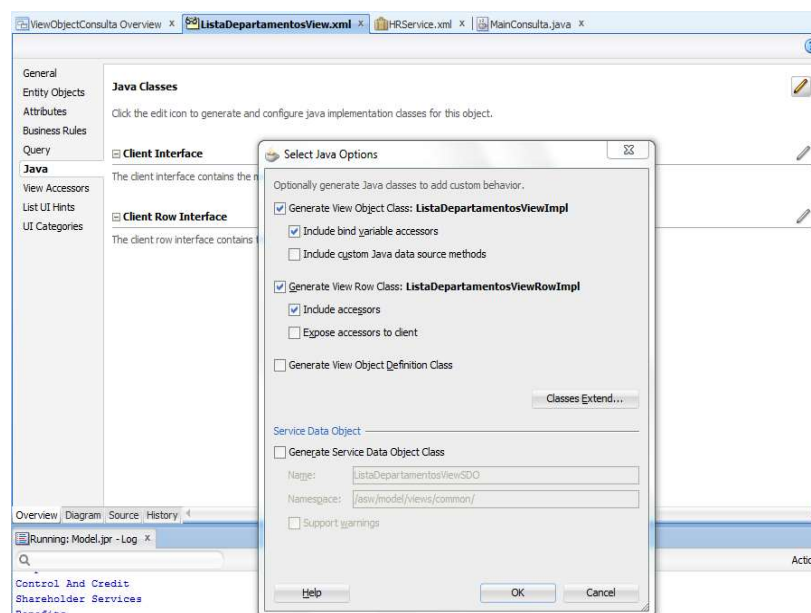 ViewObjectConsulta Overview
ListaDepartamentosView.xml
HRService.xml
MainConsulta.java
General
Entity Objects
Attributes
Business Rules
Query
Java
View Accessors
List UI Hints
UI Categories
Java Classes
Click the edit icon to generate and configure java implementation classes for this object.
Client Interface
The client interface contains the
Client Row Interface
The client row interface contains
Select Java Options
Optionally generate Java classes to add custom behavior.
Generate View Object Class: ListaDepartamentosViewImpl
Include bind variable accessors
Include custom Java data source methods
Generate View Row Class: ListaDepartamentosViewRowImpl
Include accessors
Expose accessors to client
Generate View Object Definition Class
Classes Extend...
Service Data Object
Generate Service Data Object Class
Name: ListaDepartamentosViewSDO
Namespace: /asw/model/views/common/
Support warnings
Help OK Cancel
Overview Diagram Source History
Running: Model.jpr - Log
Control And Credit
Shareholder Services